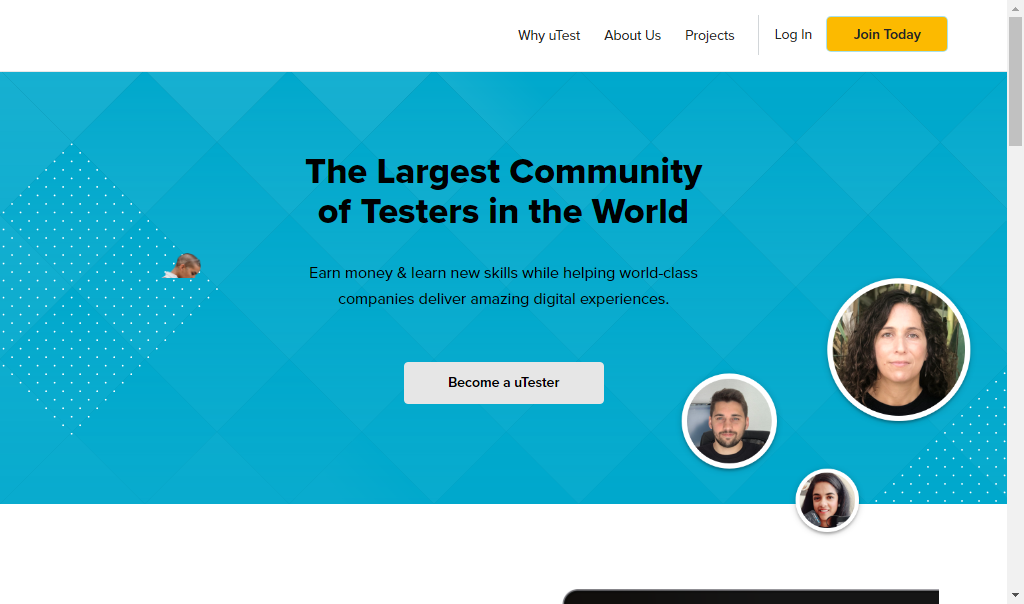 Why uTest
About Us
Projects
Log In
Join Today
The Largest Community
of Testers in the World
Earn money & learn new skills while helping world-class
companies deliver amazing digital experiences.
Become a uTester